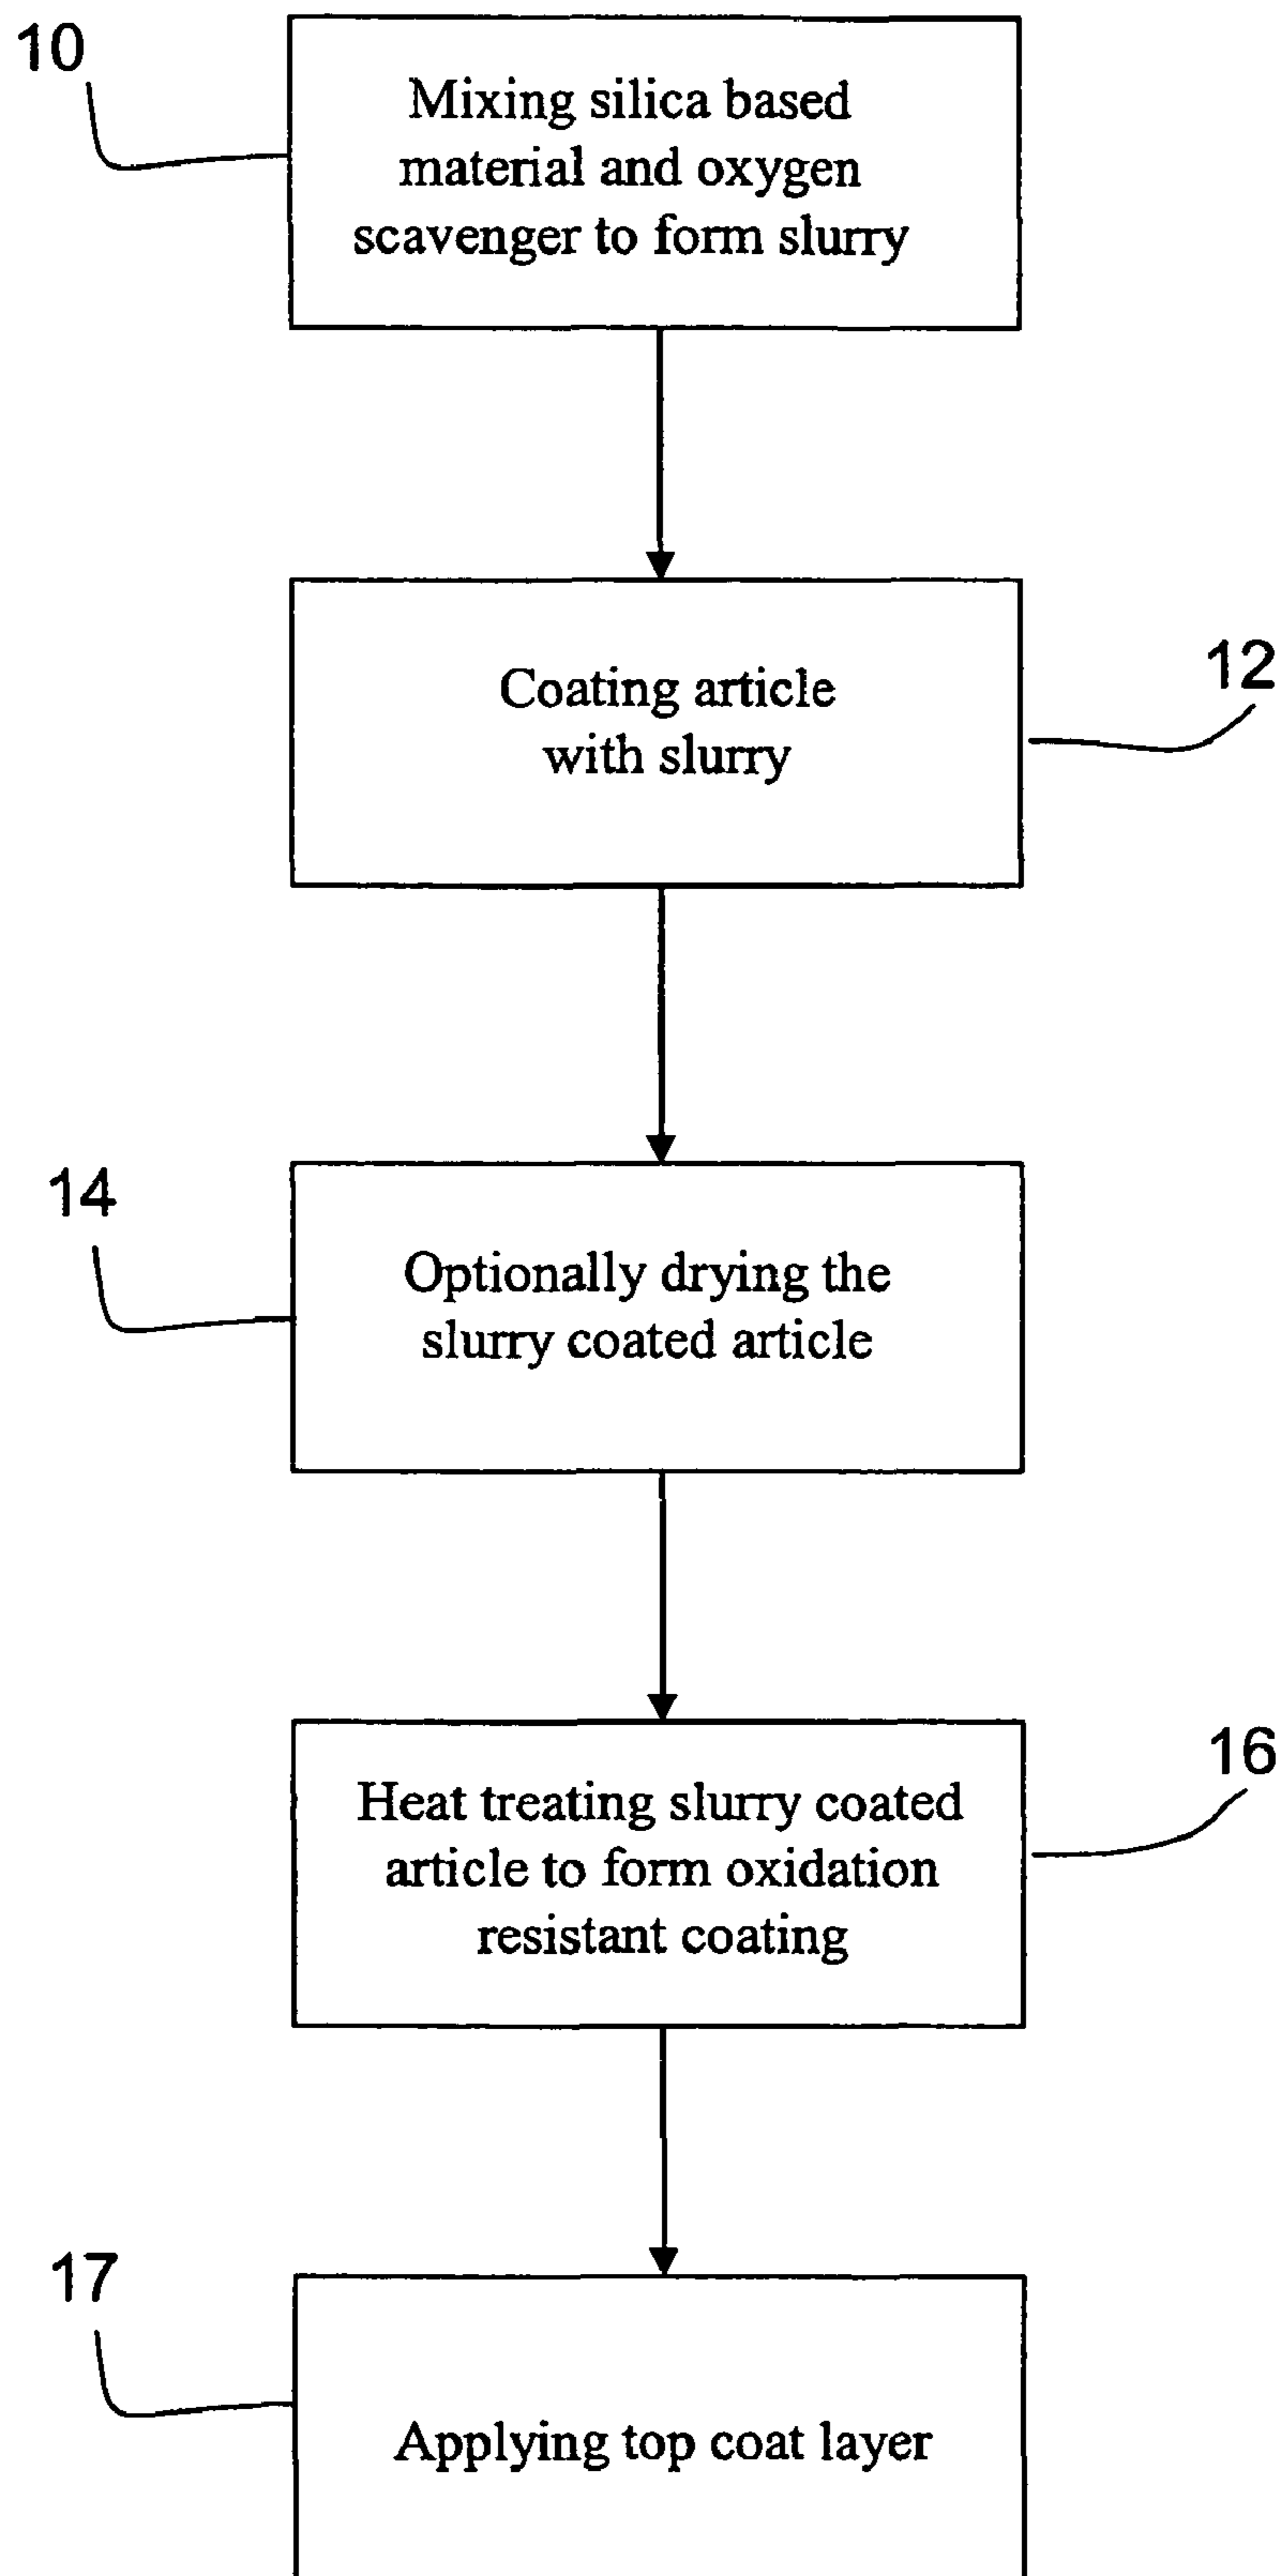 10
Mixing silica based
material and oxygen
scavenger to form slurry
Coating article
with slurry
12
14
Optionally drying the
slurry coated article
Heat treating slurry coated
article to form oxidation
resistant coating
16
17
Applying top coat layer